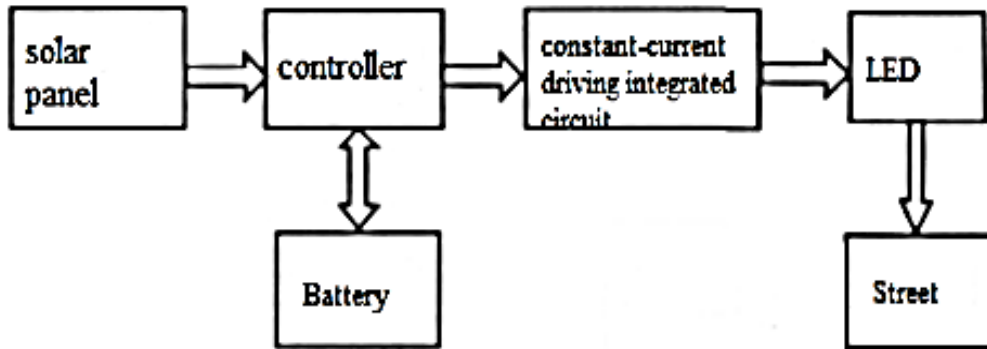 solar
panel
controller
constant-current
driving integrated
circuit
LED
Battery
Street